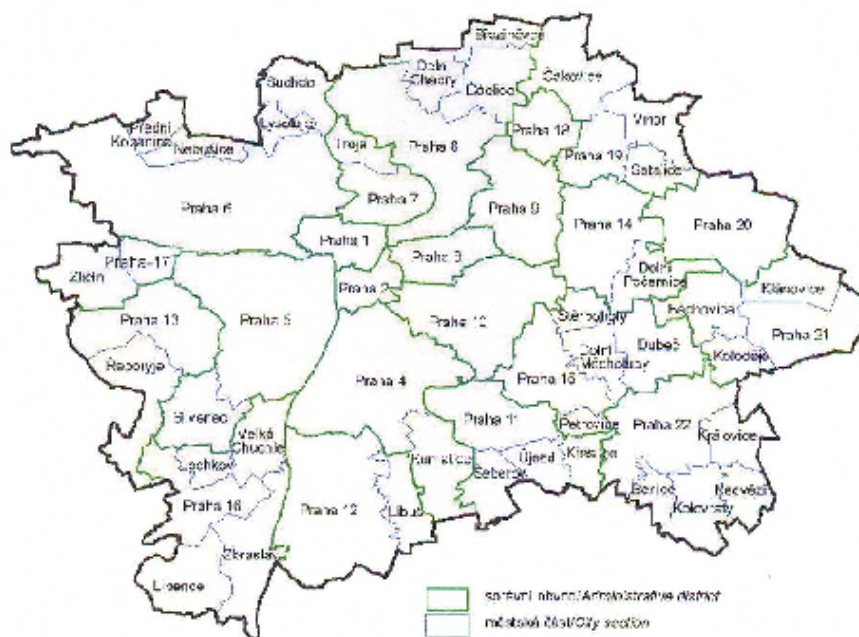 Březiněves
Dolní
Chabry
Ďáblice
Čakovice
Suchdol
Lysolaje
Praha 18
Vinoř
Přední
Kopanina
Nebušice
Troja
Praha 8
Praha 19
Satalice
Praha 6
Praha 7
Praha 9
Praha 14
Praha 20
Praha 1
Praha 3
Praha-17
Zličín
Praha 2
Dolní
Počernice
Klánovice
Běchovice
Praha 13
Praha 5
Praha 10
Štěrboholy
Praha 21
Dubeč
Koloděje
Řeporyje
Dolní
Měcholupy
Praha 4
Praha 15
Slivenec
Praha 11
Petrovice
Praha 22
Královice
Velká
Chuchle
Lochkov
Kunratice
Újezd
Křeslice
Šeberov
Benice
Nedvězí
Kolovraty
Praha 16
Praha 12
Libuš
Zbraslav
Lipence
správní obvod/Administrative district
městská část/City section